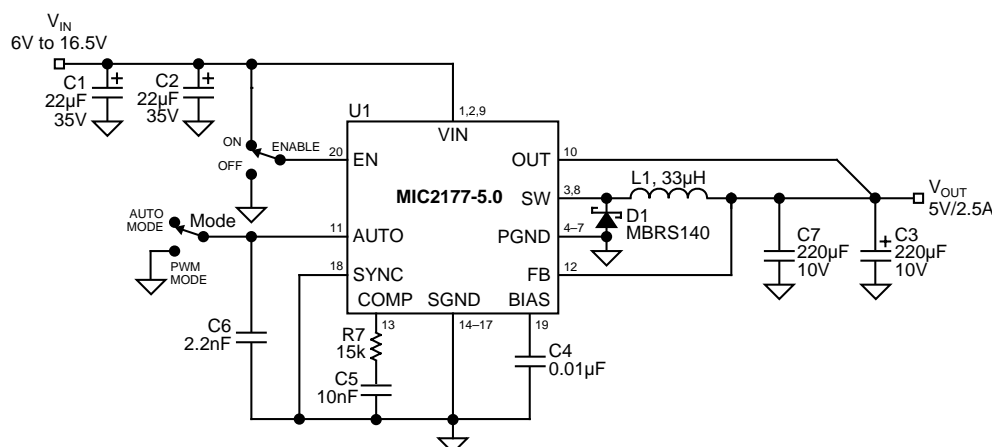 V_IN
6V to 16.5V
C1
22µF
35V
C2
22µF
35V
U1
1,2,9
VIN
ON
OFF
ENABLE
20
EN
OUT
10
MIC2177-5.0
SW
3,8
L1, 33µH
V_OUT
5V/2.5A
D1
MBRS140
AUTO
MODE
Mode
PWM
MODE
11
AUTO
PGND
4–7
18
SYNC
FB
12
C7
220µF
10V
C3
220µF
10V
COMP
SGND
BIAS
13
14–17
19
C6
2.2nF
R7
15k
C5
10nF
C4
0.01µF